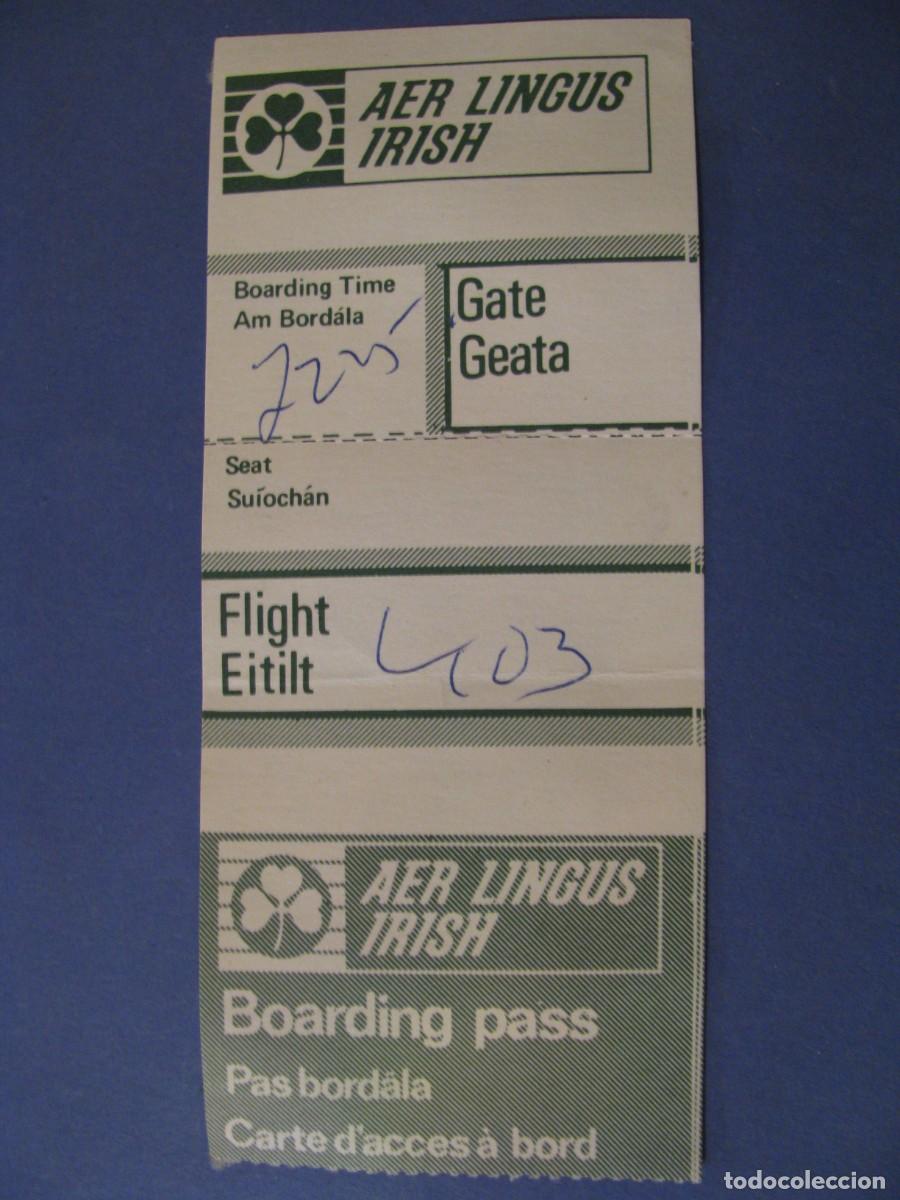 AER LINGUS
IRISH
Boarding Time
Am Bordála
Gate
Geata
Seat
Suíochán
Flight
Eitilt
403
AER LINGUS
IRISH
Boarding pass
Pas bordála
Carte d'acces à bord
todocoleccion